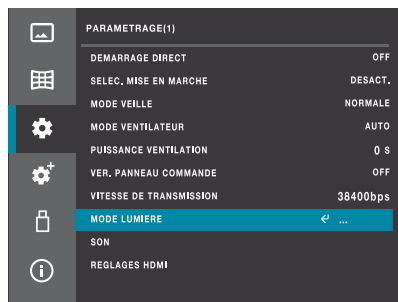 PARAMETRAGE(1)
DEMARRAGE DIRECT OFF
SELEC. MISE EN MARCHE DESACT.
MODE VEILLE NORMALE
MODE VENTILATEUR AUTO
PUISSANCE VENTILATION 0 S
VER. PANNEAU COMMANDE OFF
VITESSE DE TRANSMISSION 38400bps
MODE LUMIERE ...
SON
REGLAGES HDMI